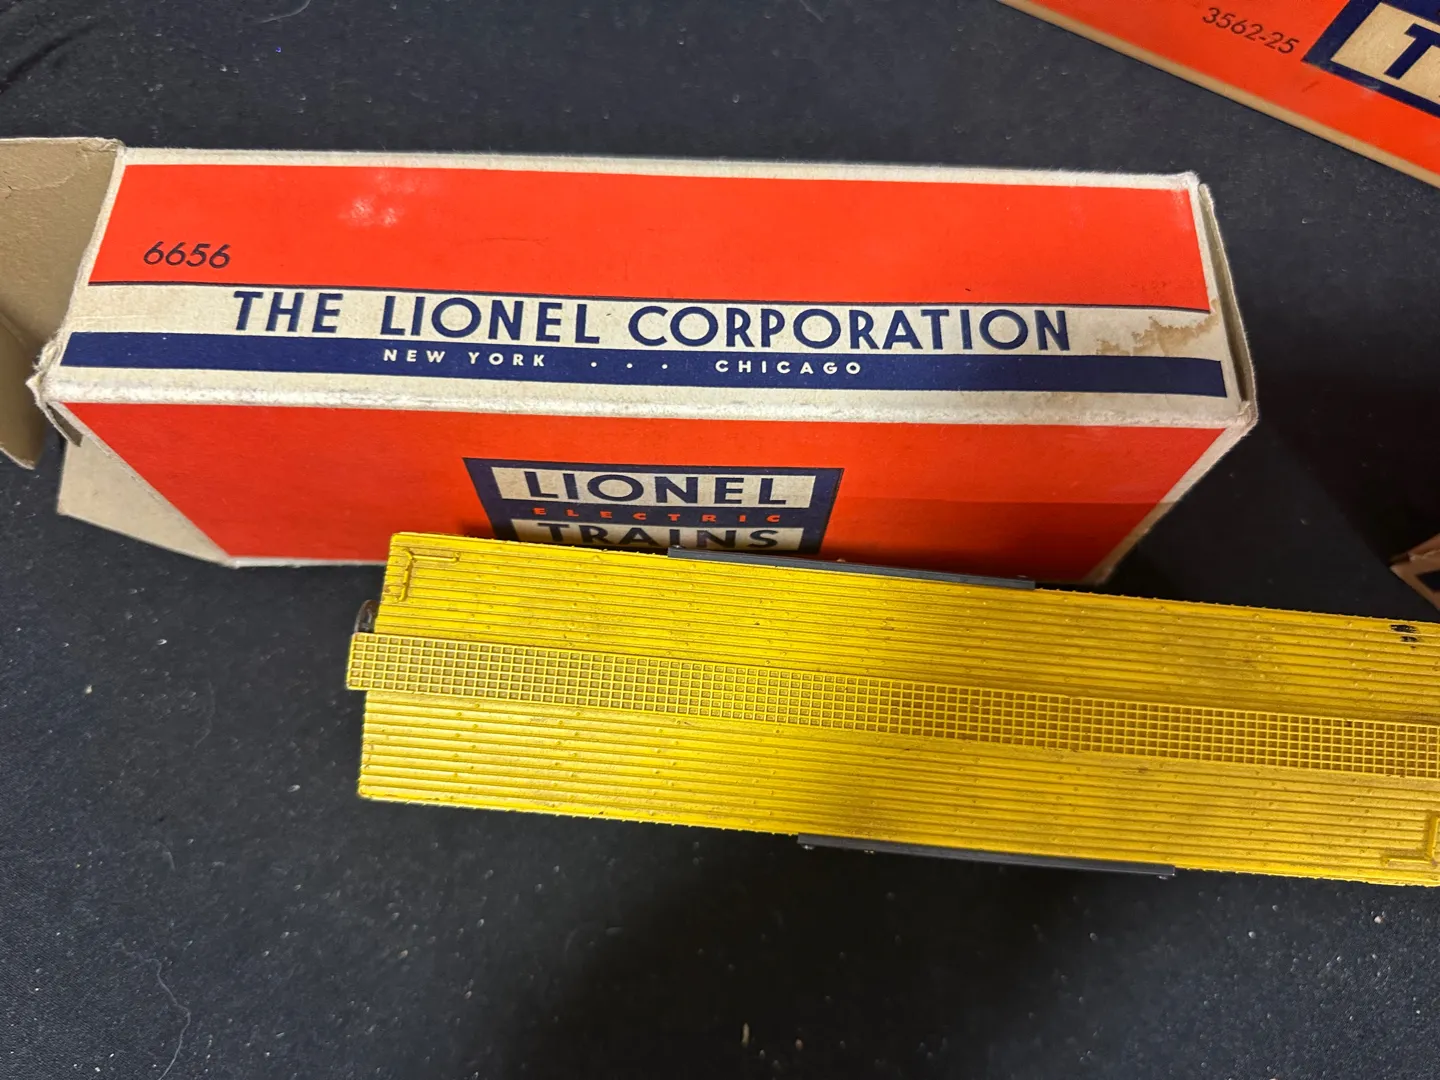 3562-25
T
6656
THE LIONEL CORPORATION
NEW YORK . . . CHICAGO
LIONEL
ELECTRIC
TRAINS